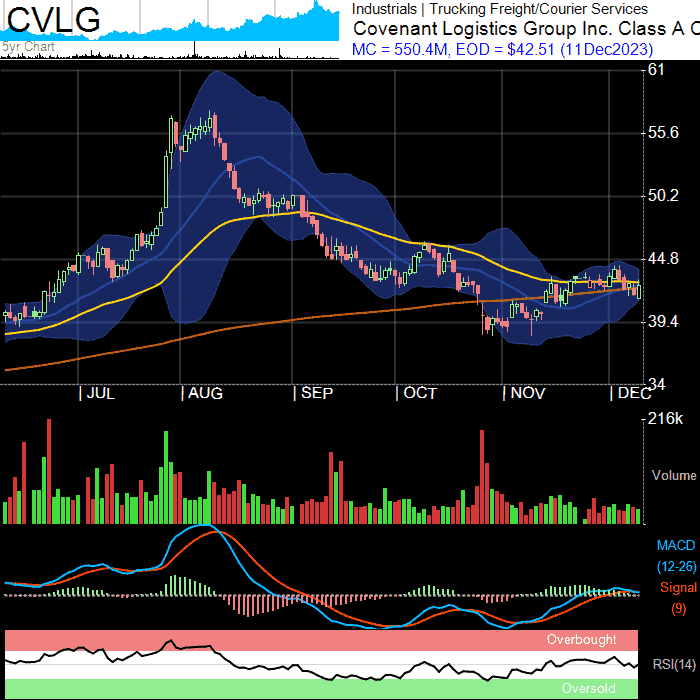 CVLG
5yr Chart
Industrials | Trucking Freight/Courier Services
Covenant Logistics Group Inc. Class A C
MC = 550.4M, EOD = $42.51 (11Dec2023)
61
55.6
50.2
44.8
39.4
34
JUL
AUG
SEP
OCT
NOV
DEC
216k
Volume
MACD
(12-26)
Signal
(9)
Overbought
RSI(14)
Oversold